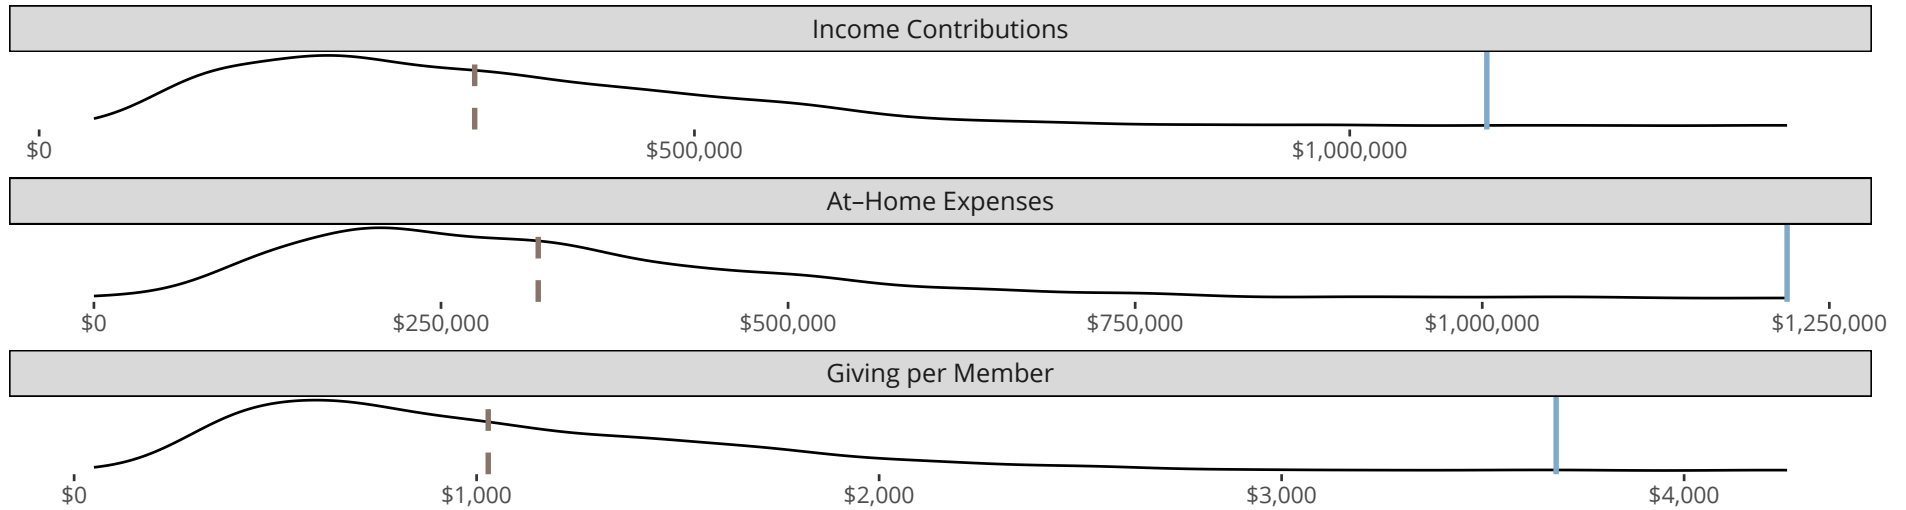 Income Contributions
$0 $500,000 $1,000,000
At–Home Expenses
$0 $250,000 $500,000 $750,000 $1,000,000 $1,250,000
Giving per Member
$0 $1,000 $2,000 $3,000 $4,000